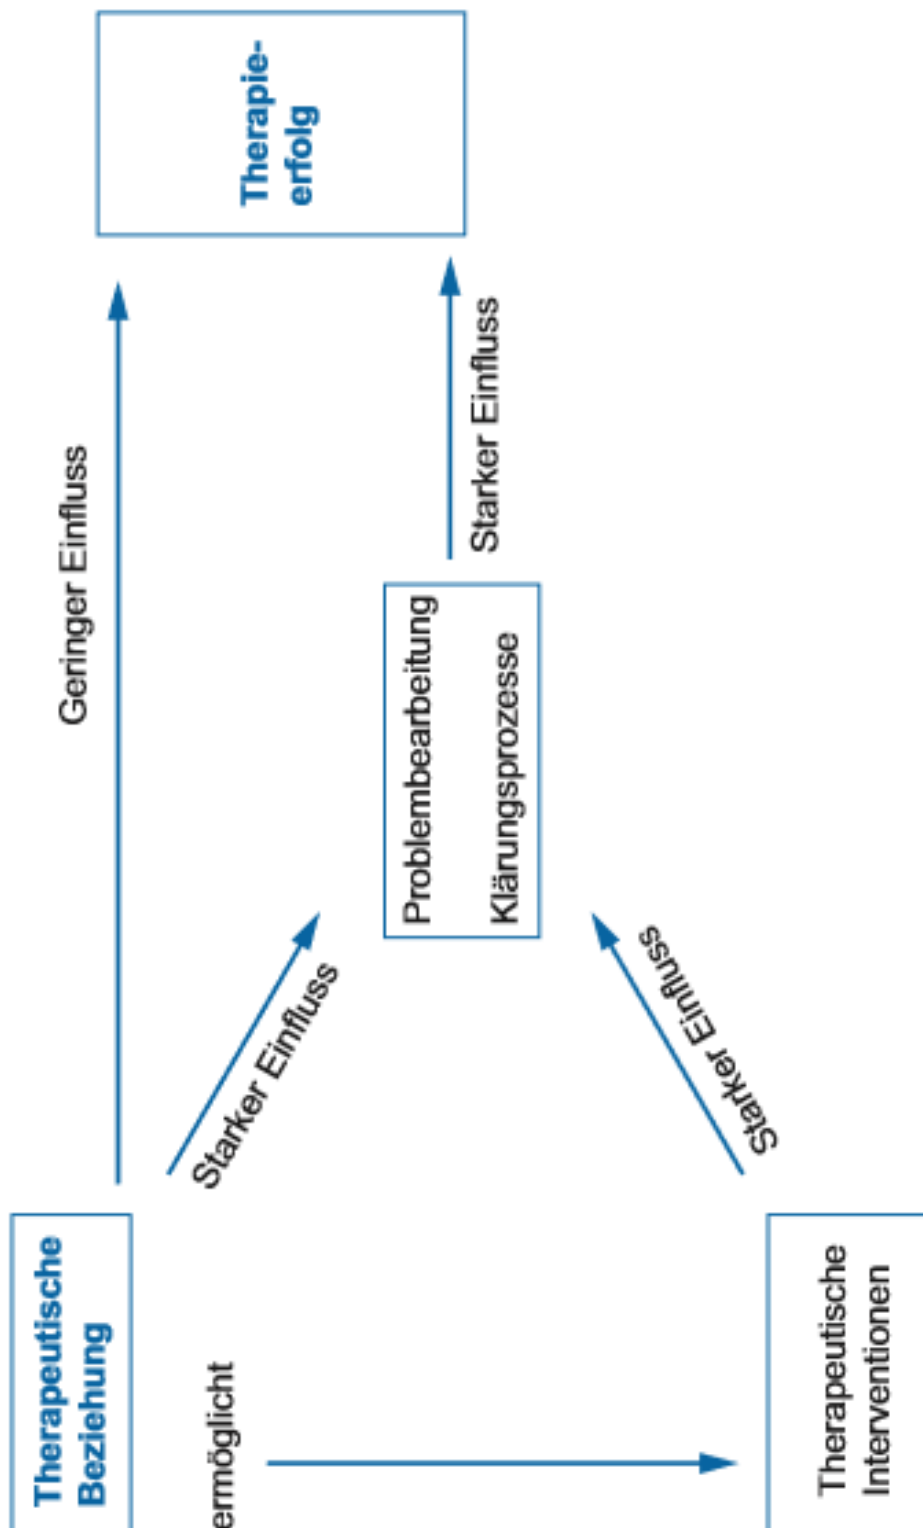 Therapeutische
Beziehung
Geringer Einfluss
Therapie-
erfolg
Starker Einfluss
ermöglicht
Problembearbeitung
Klärungsprozesse
Starker Einfluss
Starker Einfluss
Therapeutische
Interventionen